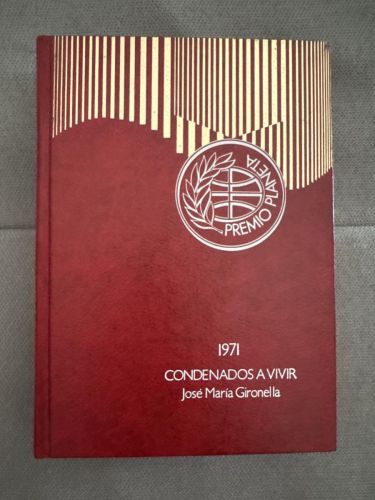 PREMIO PLANETA
1971
CONDENADOS A VIVIR
José María Gironella